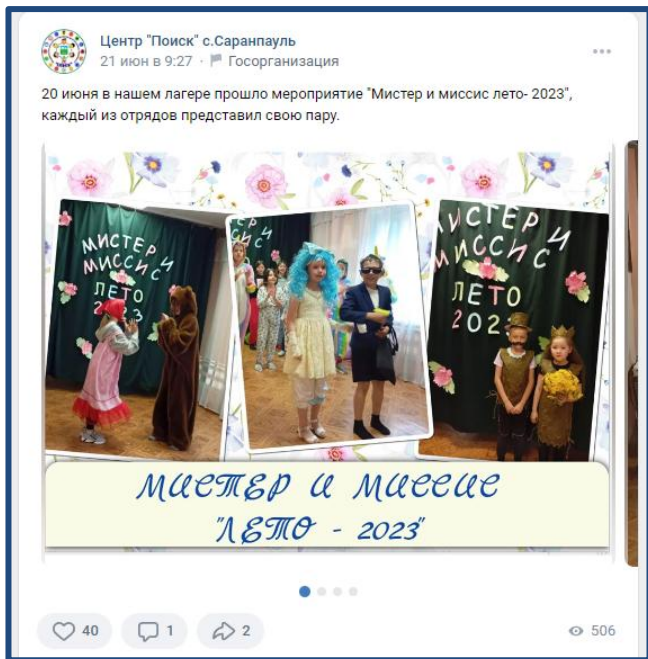 Центр "Поиск" с.Саранпауль
21 июн в 9:27 · Госорганизация
20 июня в нашем лагере прошло мероприятие "Мистер и миссис лето- 2023",
каждый из отрядов представил свою пару.
МИСТЕР И
МИССИС
ЛЕТО
2023
МИСТЕР И
МИССИС
ЛЕТО
202
МИСТЕР И МИССИС
"ЛЕТО - 2023"
40
1
2
506